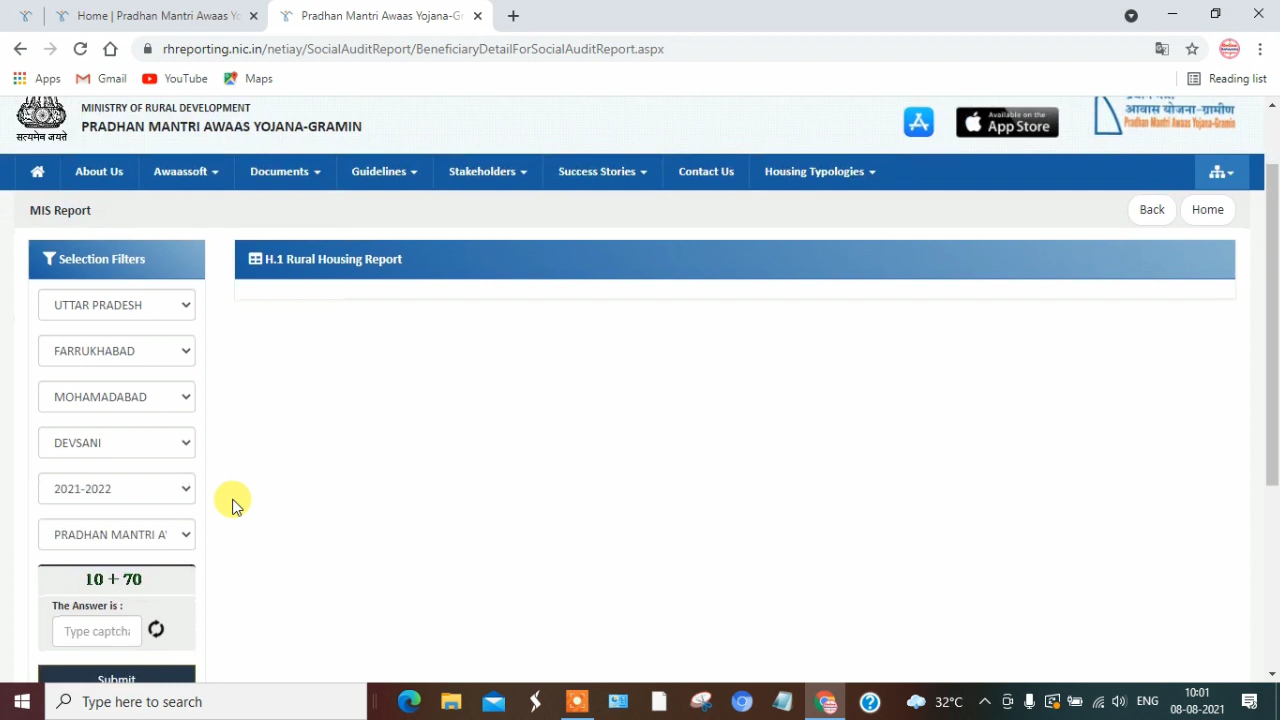 Home | Pradhan Mantri Awaas Yo
Pradhan Mantri Awaas Yojana-Gr
rhreporting.nic.in/netiay/SocialAuditReport/BeneficiaryDetailForSocialAuditReport.aspx
Apps
Gmail
YouTube
Maps
Reading list
सत्यमेव जयते
MINISTRY OF RURAL DEVELOPMENT
PRADHAN MANTRI AWAAS YOJANA-GRAMIN
Available on the
App Store
आवास योजना-ग्रामीण
Pradhan Mantri Awaas Yojana-Gramin
About Us
Awaassoft
Documents
Guidelines
Stakeholders
Success Stories
Contact Us
Housing Typologies
MIS Report
Back
Home
Selection Filters
H.1 Rural Housing Report
UTTAR PRADESH
FARRUKHABAD
MOHAMADABAD
DEVSANI
2021-2022
PRADHAN MANTRI A
10 + 70
The Answer is :
Type captcha
Submit
Type here to search
32°C
ENG
10:01
08-08-2021